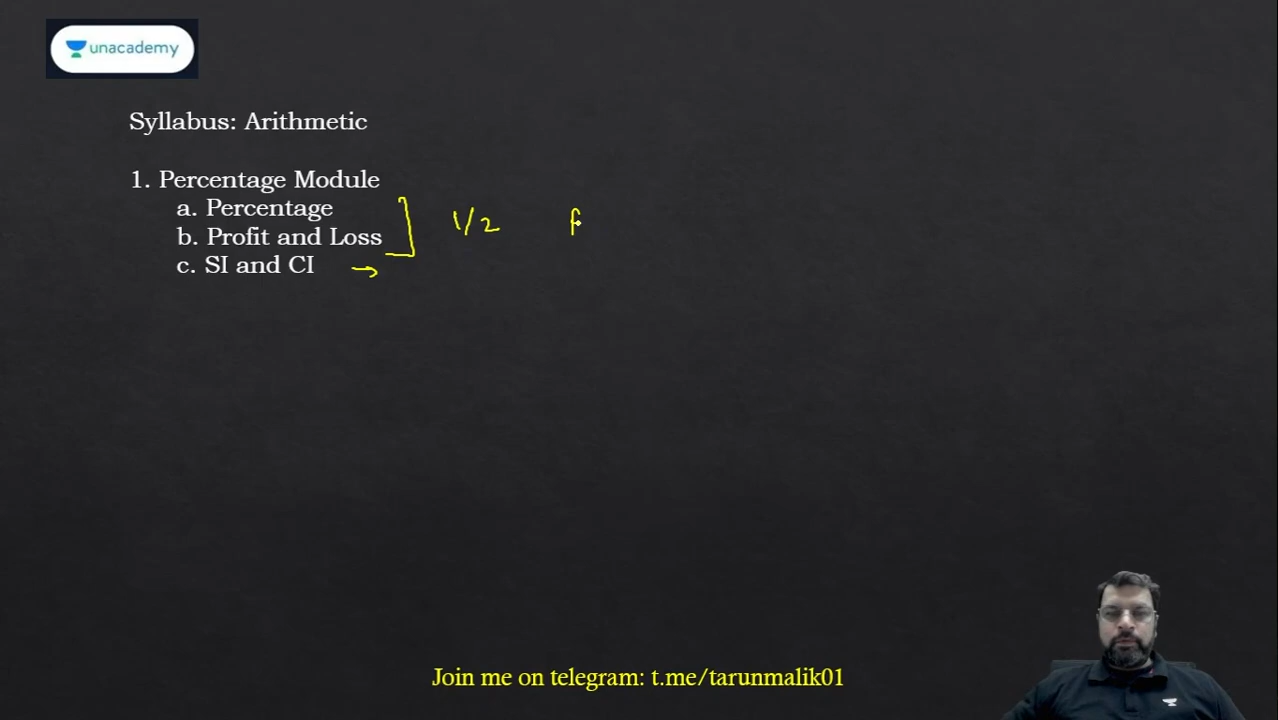 unacademy
Syllabus: Arithmetic
1. Percentage Module
a. Percentage
b. Profit and Loss
1/2
c. SI and CI →
Join me on telegram: t.me/tarunmalik01